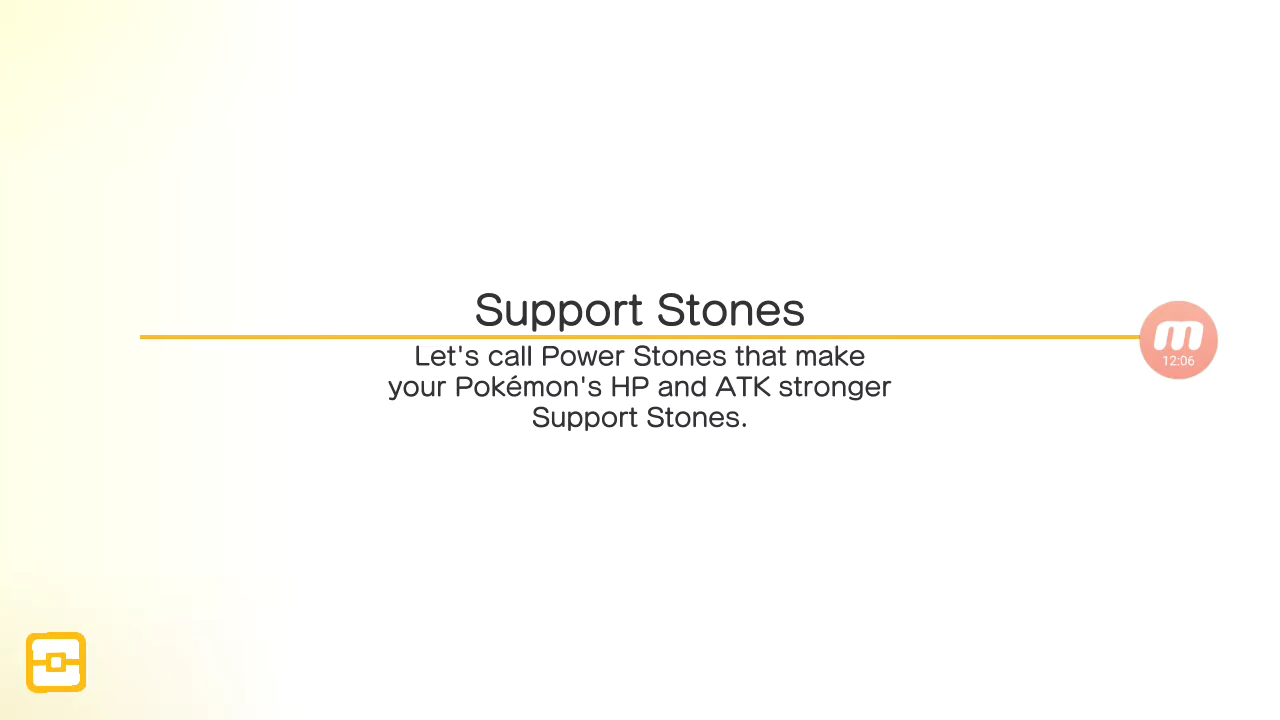 Support Stones
Let's call Power Stones that make
your Pokémon's HP and ATK stronger
Support Stones.
m
12:06